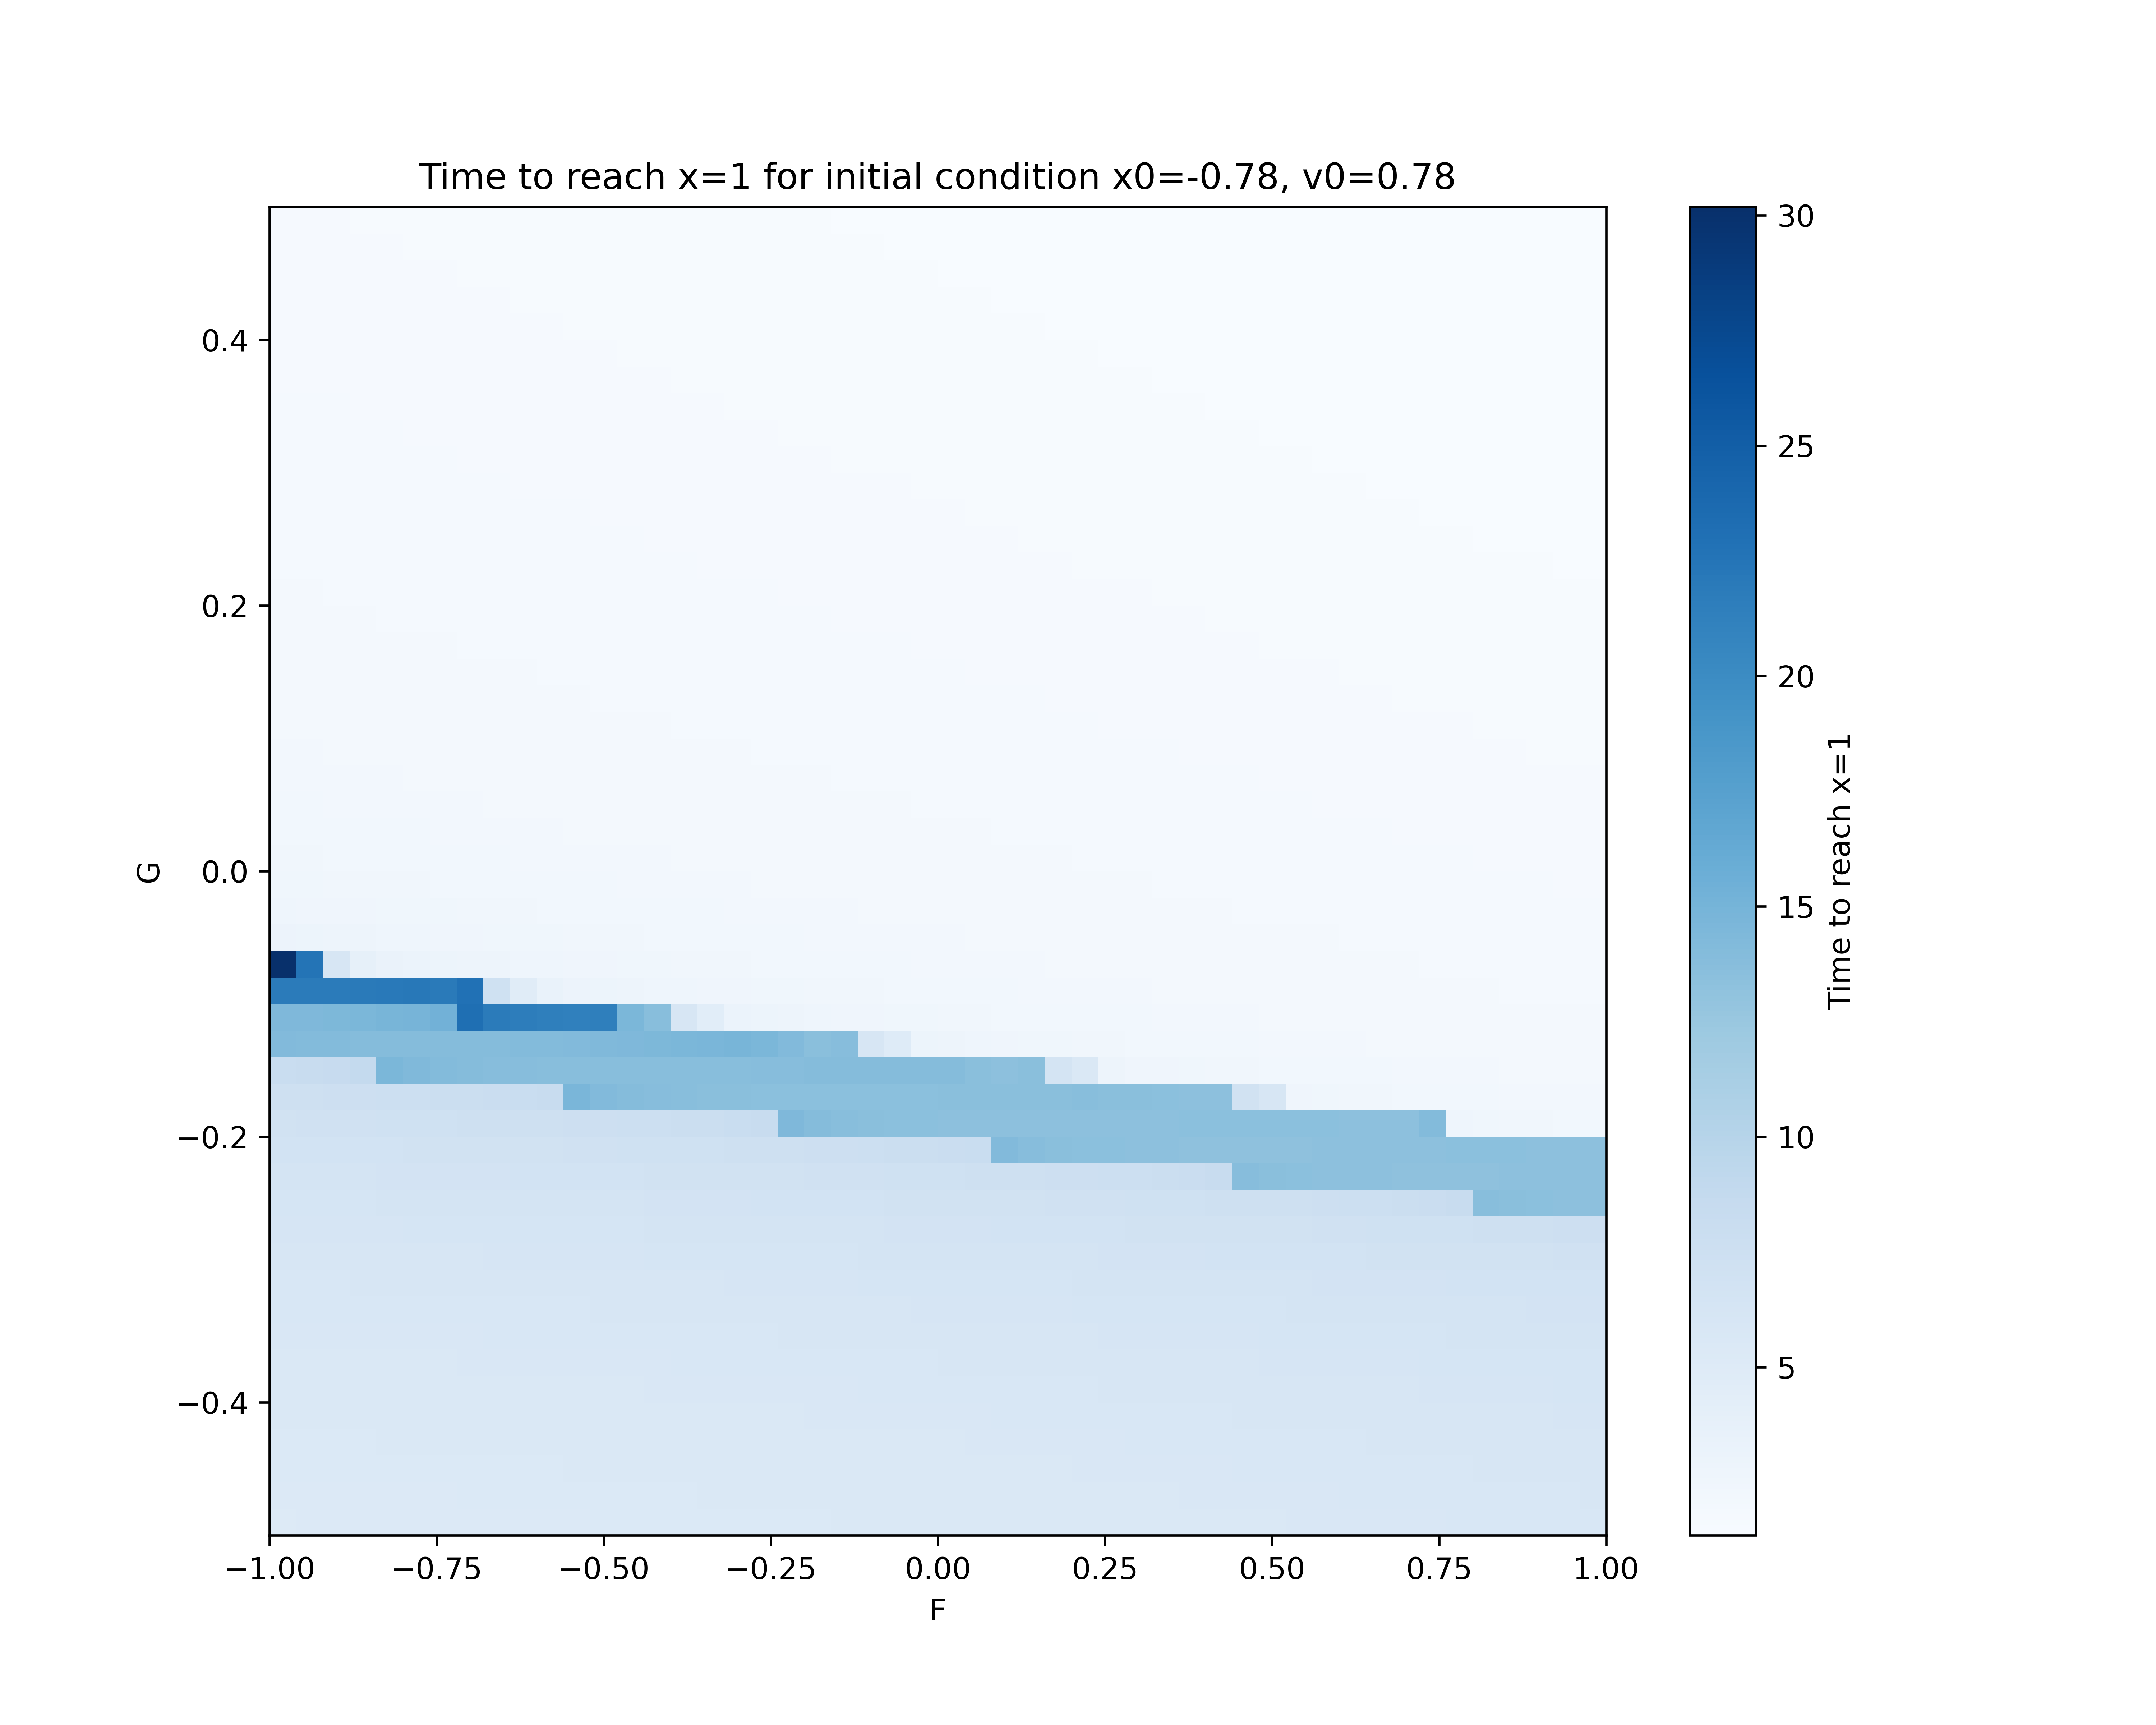 Time to reach x=1 for initial condition x0=-0.78, v0=0.78
30
25
20
15
10
5
Time to reach x=1
0.4
0.2
0.0
−0.2
−0.4
G
−1.00 −0.75 −0.50 −0.25 0.00 0.25 0.50 0.75 1.00
F